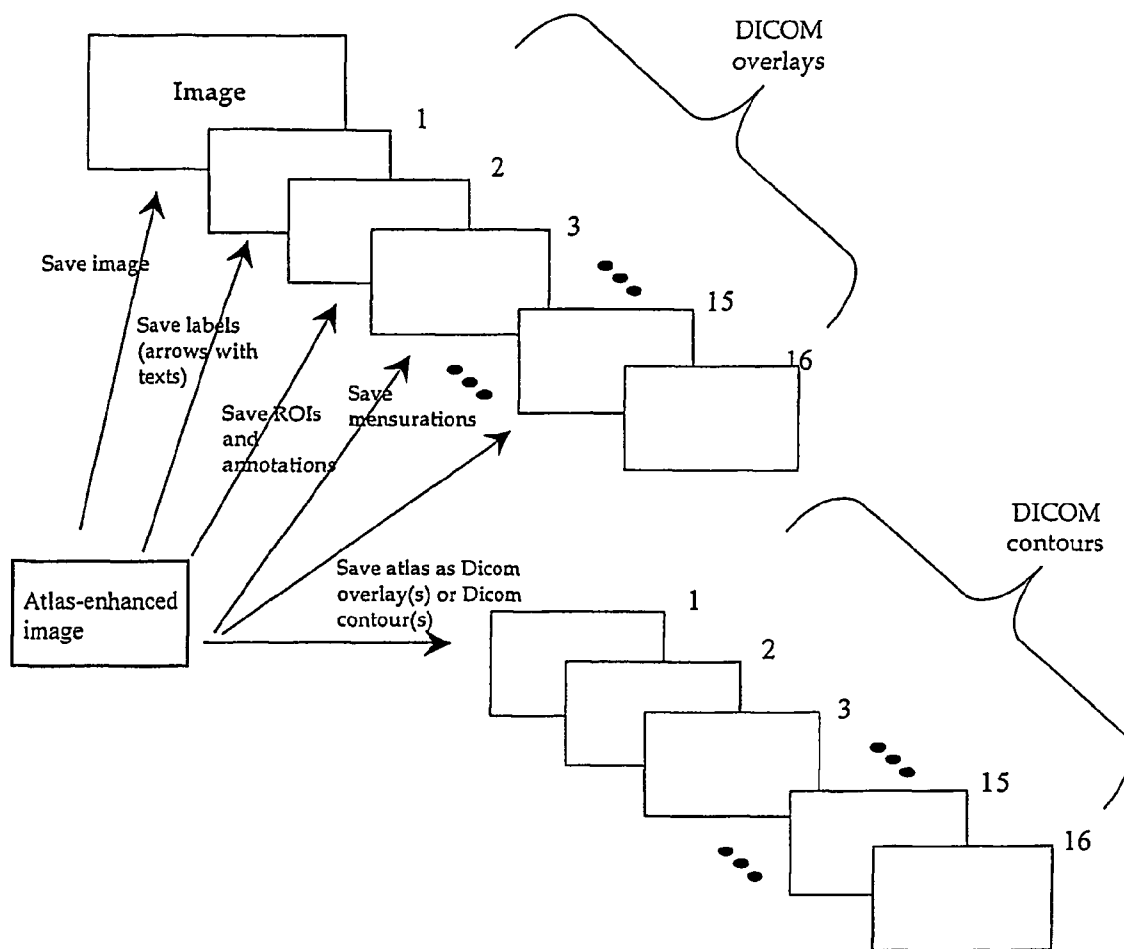 DICOM
overlays
Image
1
2
3
15
16
Save image
Save labels
(arrows with
texts)
Save ROIs
and
annotations
Save
mensurations
DICOM
contours
Atlas-enhanced
image
Save atlas as Dicom
overlay(s) or Dicom
contour(s)
1
2
3
15
16